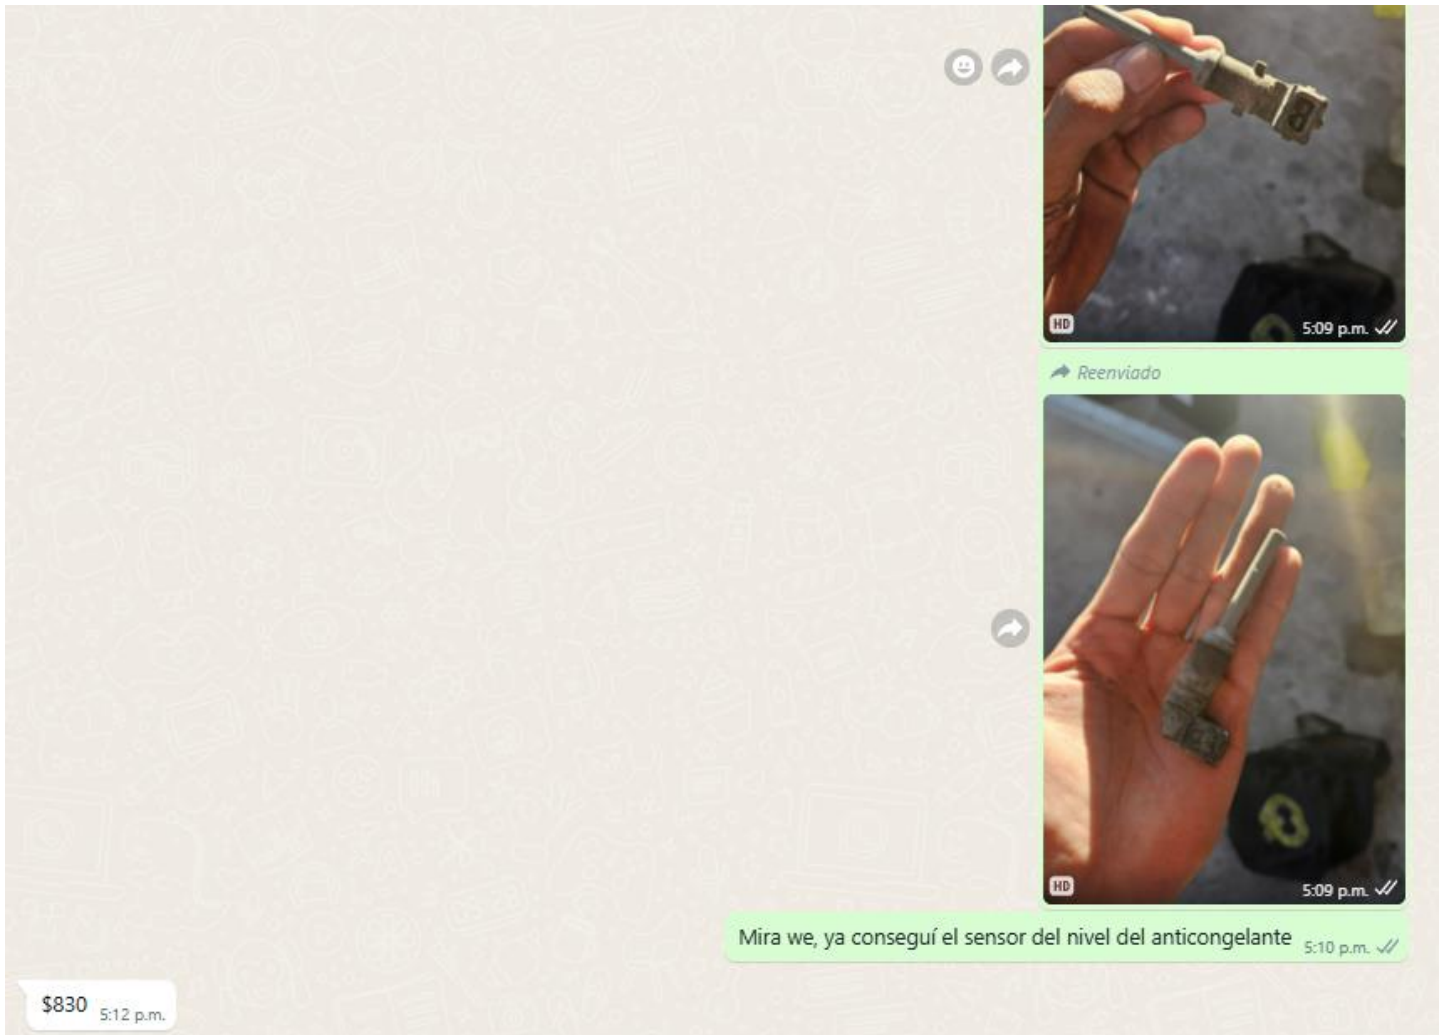 HD
5:09 p.m.
Reenviado
HD
5:09 p.m.
Mira we, ya conseguí el sensor del nivel del anticongelante 5:10 p.m.
$830 5:12 p.m.